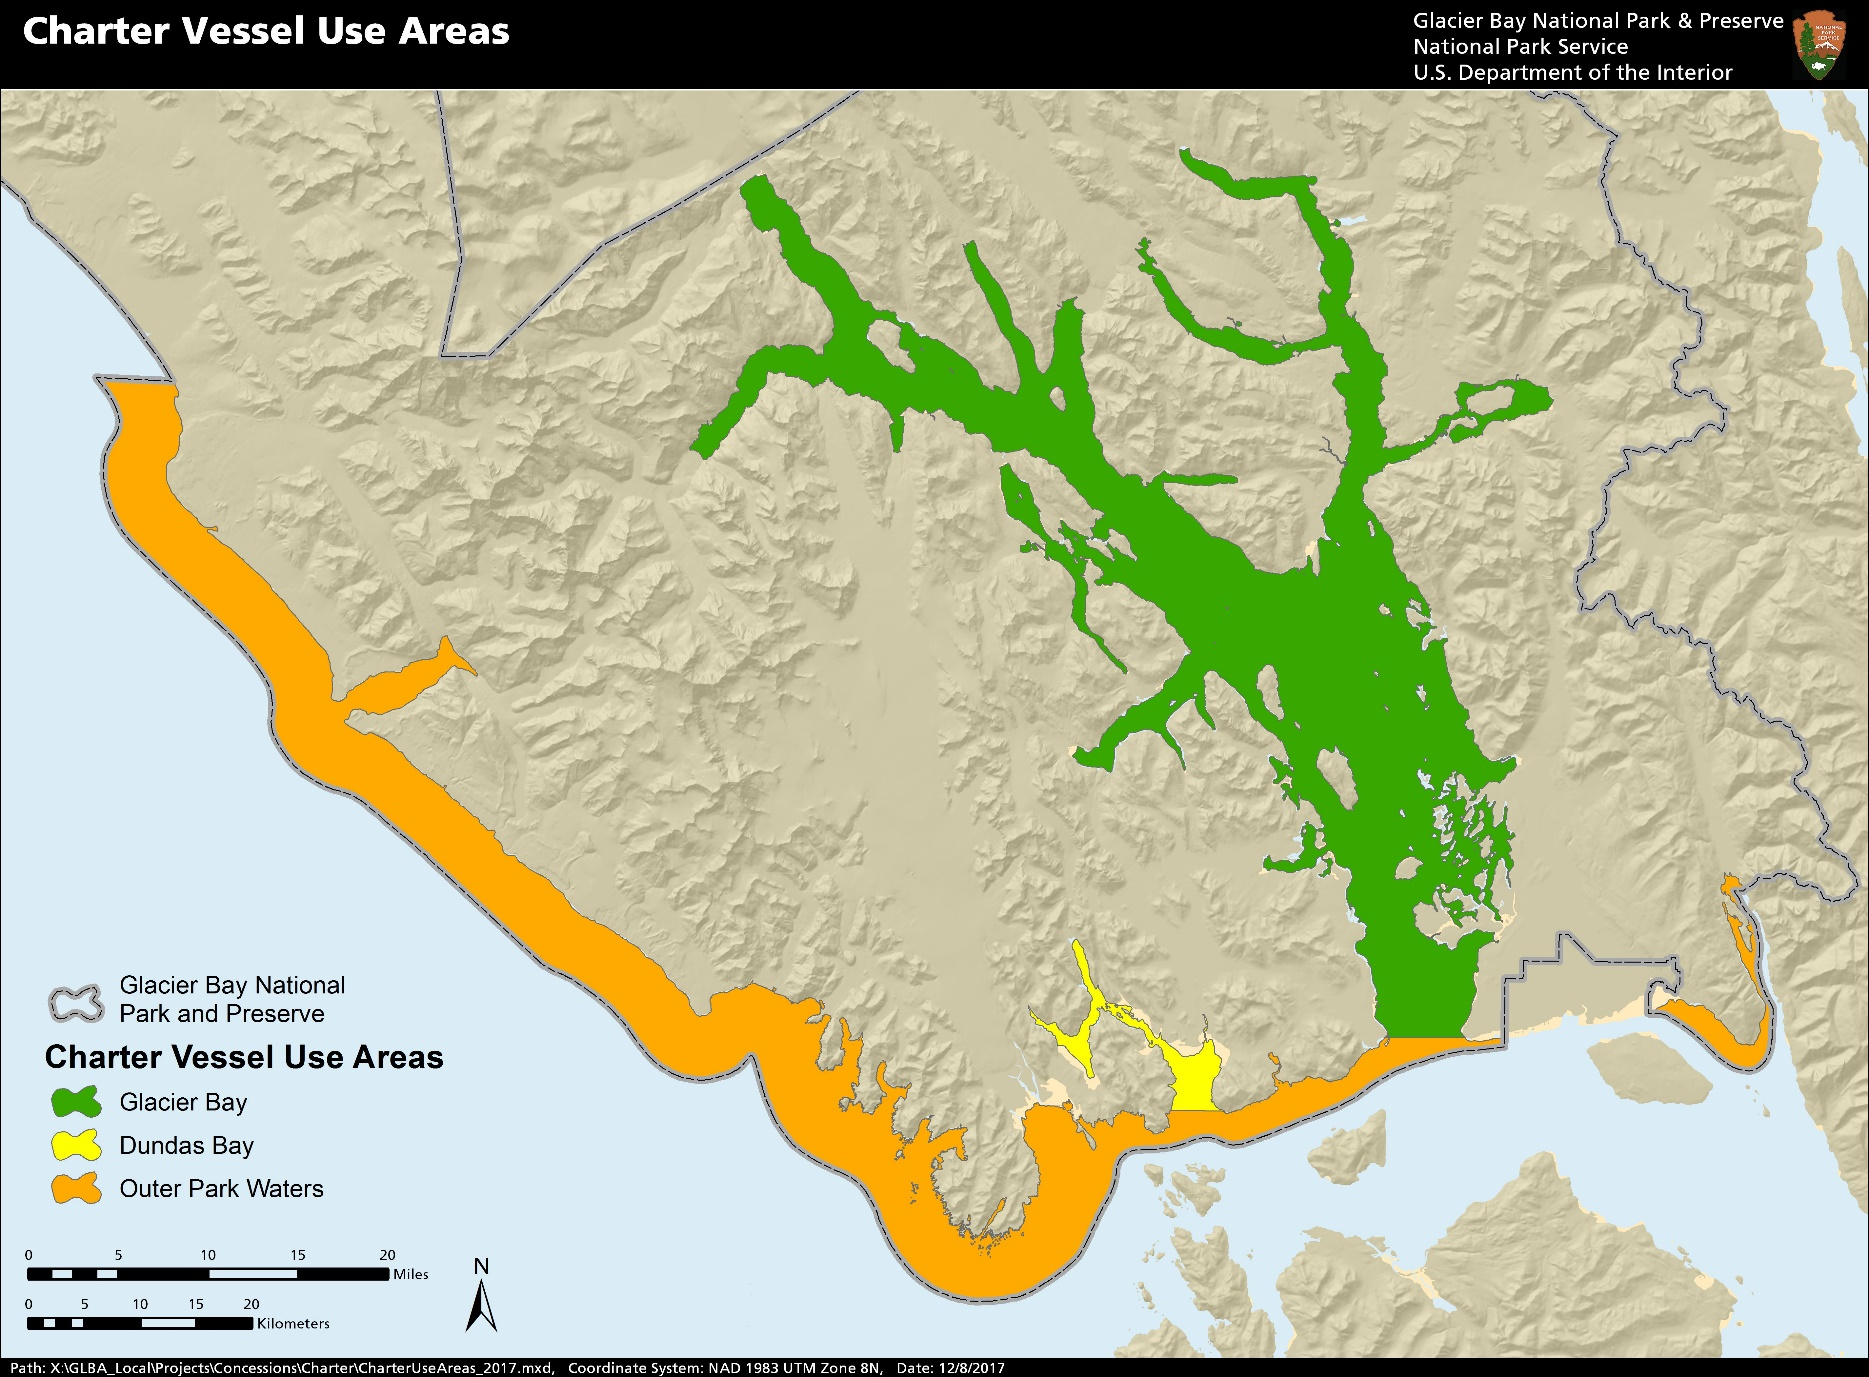 Charter Vessel Use Areas
Glacier Bay National Park & Preserve
National Park Service
U.S. Department of the Interior
NATIONAL
PARK
SERVICE
Glacier Bay National
Park and Preserve
Charter Vessel Use Areas
Glacier Bay
Dundas Bay
Outer Park Waters
0 5 10 15 20
Miles
0 5 10 15 20
Kilometers
N
Path: X:\GLBA_Local\Projects\Concessions\Charter\CharterUseAreas_2017.mxd, Coordinate System: NAD 1983 UTM Zone 8N, Date: 12/8/2017